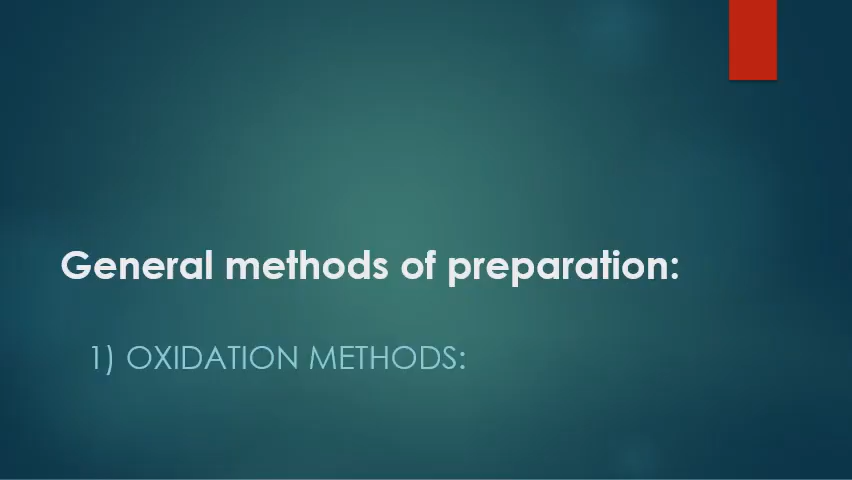 General methods of preparation:
1) OXIDATION METHODS: